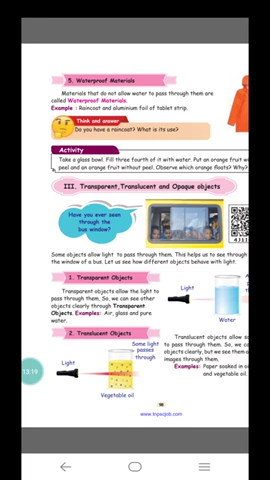 5. Waterproof Materials
Materials that do not allow water to pass through them are
called Waterproof Materials.
Example : Raincoat and aluminium foil of tablet strip.
Think and answer
Do you have a raincoat? What is its use?
Activity
Take a glass bowl. Fill three fourth of it with water. Put an orange fruit wi
peel and an orange fruit without peel. Observe which orange floats? Why?
III. Transparent, Translucent and Opaque objects
Have you ever seen
through the
bus window?
Some objects allow light to pass through them. This helps us to see through
the window of a bus. Let us see how different objects behave with light.
1. Transparent Objects
Transparent objects allow the light to
pass through them. So, we can see other
objects clearly through Transparent
Objects. Examples: Air, glass and pure
water.
Light
Water
2. Translucent Objects
Light
Some light
passes
through
Vegetable oil
Translucent objects allow so
to pass through them. So, we ca
objects clearly, but we see them a
images through them.
Examples: Paper soaked in o
and vegetable oil.
www.tnpscjob.com
13:19